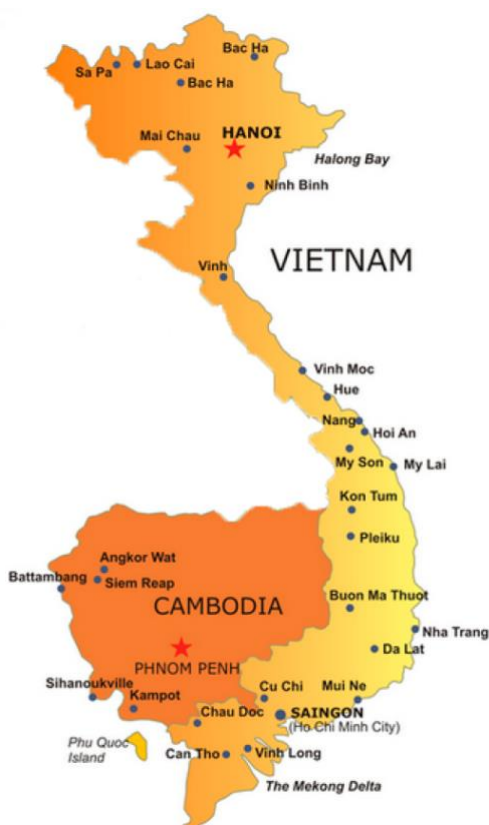 Bac Ha
Sa Pa
Lao Cai
Bac Ha
HANOI
Mai Chau
Halong Bay
Ninh Binh
VIETNAM
Vinh
Vinh Moc
Hue
Nang
Hoi An
My Son
My Lai
Kon Tum
Pleiku
Angkor Wat
Battambang
Siem Reap
CAMBODIA
Buon Ma Thuot
Nha Trang
Da Lat
PHNOM PENH
Sihanoukville
Kampot
Cu Chi
Mui Ne
Chau Doc
SAINGON
(Ho Chi Minh City)
Phu Quoc
Island
Can Tho
Vinh Long
The Mekong Delta